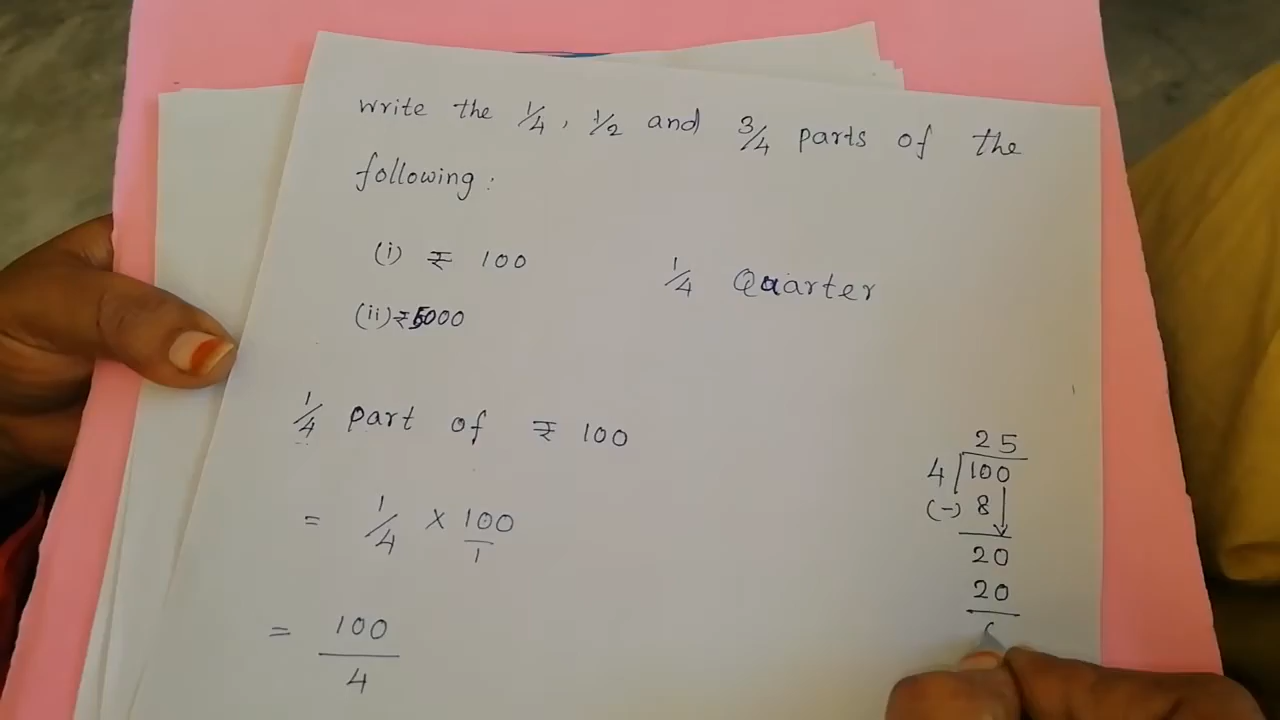 Write the 1/4, 1/2 and 3/4 parts of the
following:
(i) ₹ 100
1/4 Quarter
(ii) ₹ 5000
1/4 part of ₹ 100
= 1/4 × 100/1
= 100/4
25
4 100
(-) 8
20
20